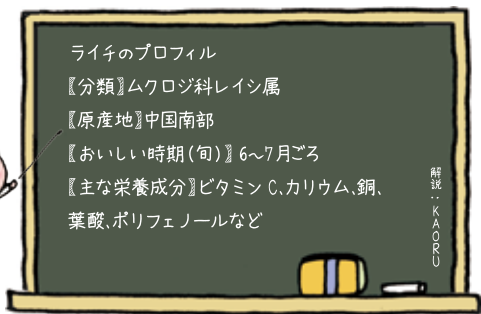 ライチのプロフィル
〖分類〗ムクロジ科レイシ属
〖原産地〗中国南部
〖おいしい時期(旬)〗6～7月ごろ
〖主な栄養成分〗ビタミンC、カリウム、銅、
葉酸、ポリフェノールなど
解説：KAORU